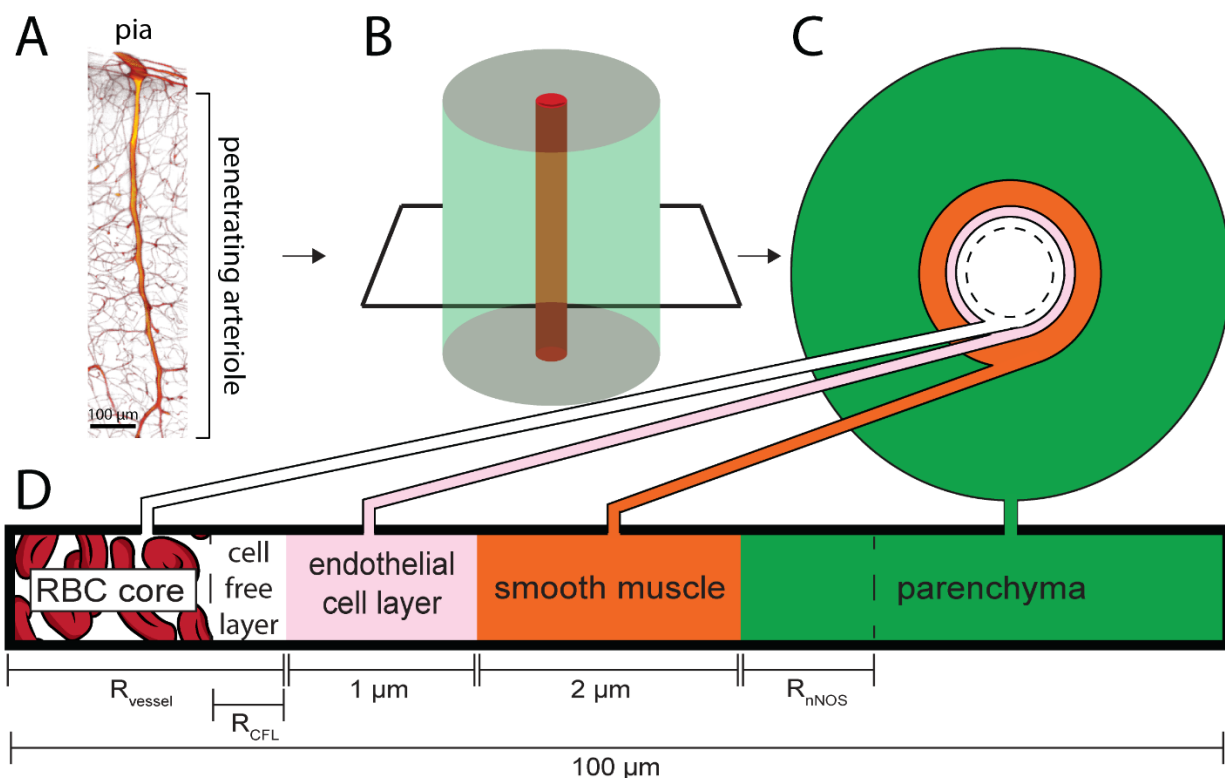 A
pia
penetrating arteriole
100 µm
B
C
D
RBC core
cell
free
layer
endothelial
cell layer
smooth muscle
parenchyma
R_vessel
1 µm
2 µm
R_nNOS
R_CFL
100 µm